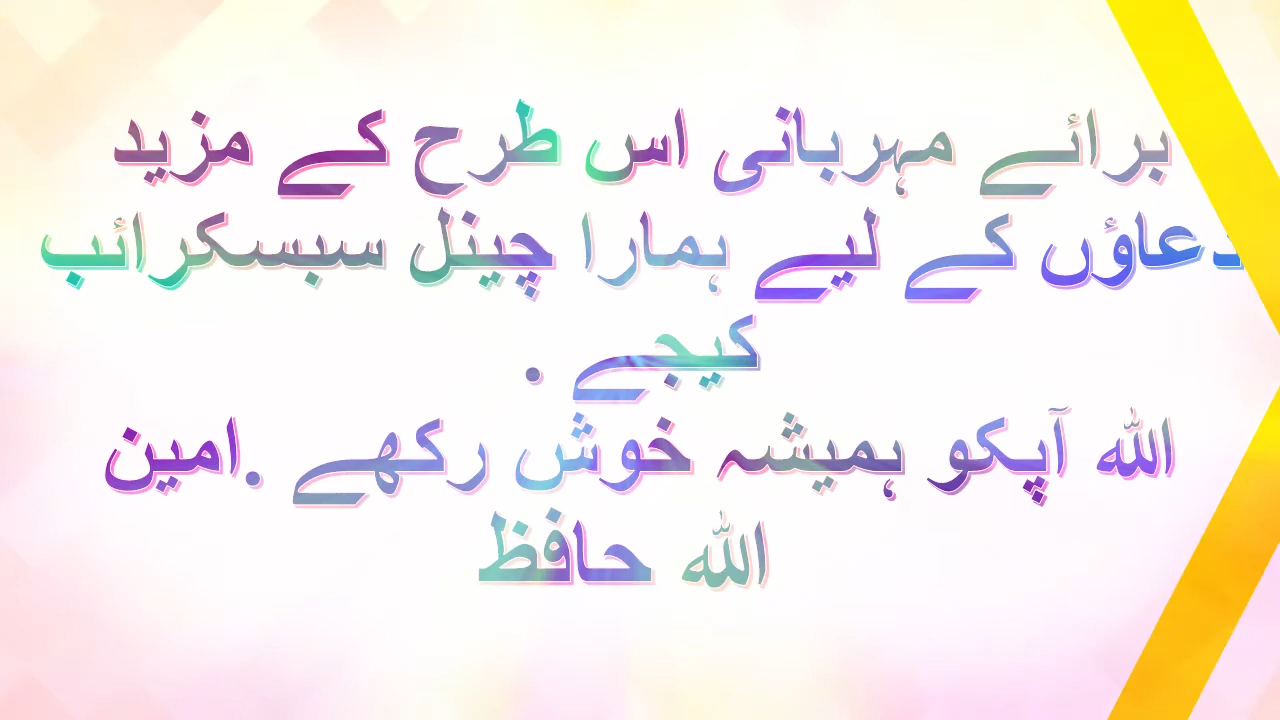 برائے مہربانی اس طرح کے مزید
دعاؤں کے لیے ہمارا چینل سبسکرائب
کیجے .
اللہ آپکو ہمیشہ خوش رکھے .امین
اللہ حافظ